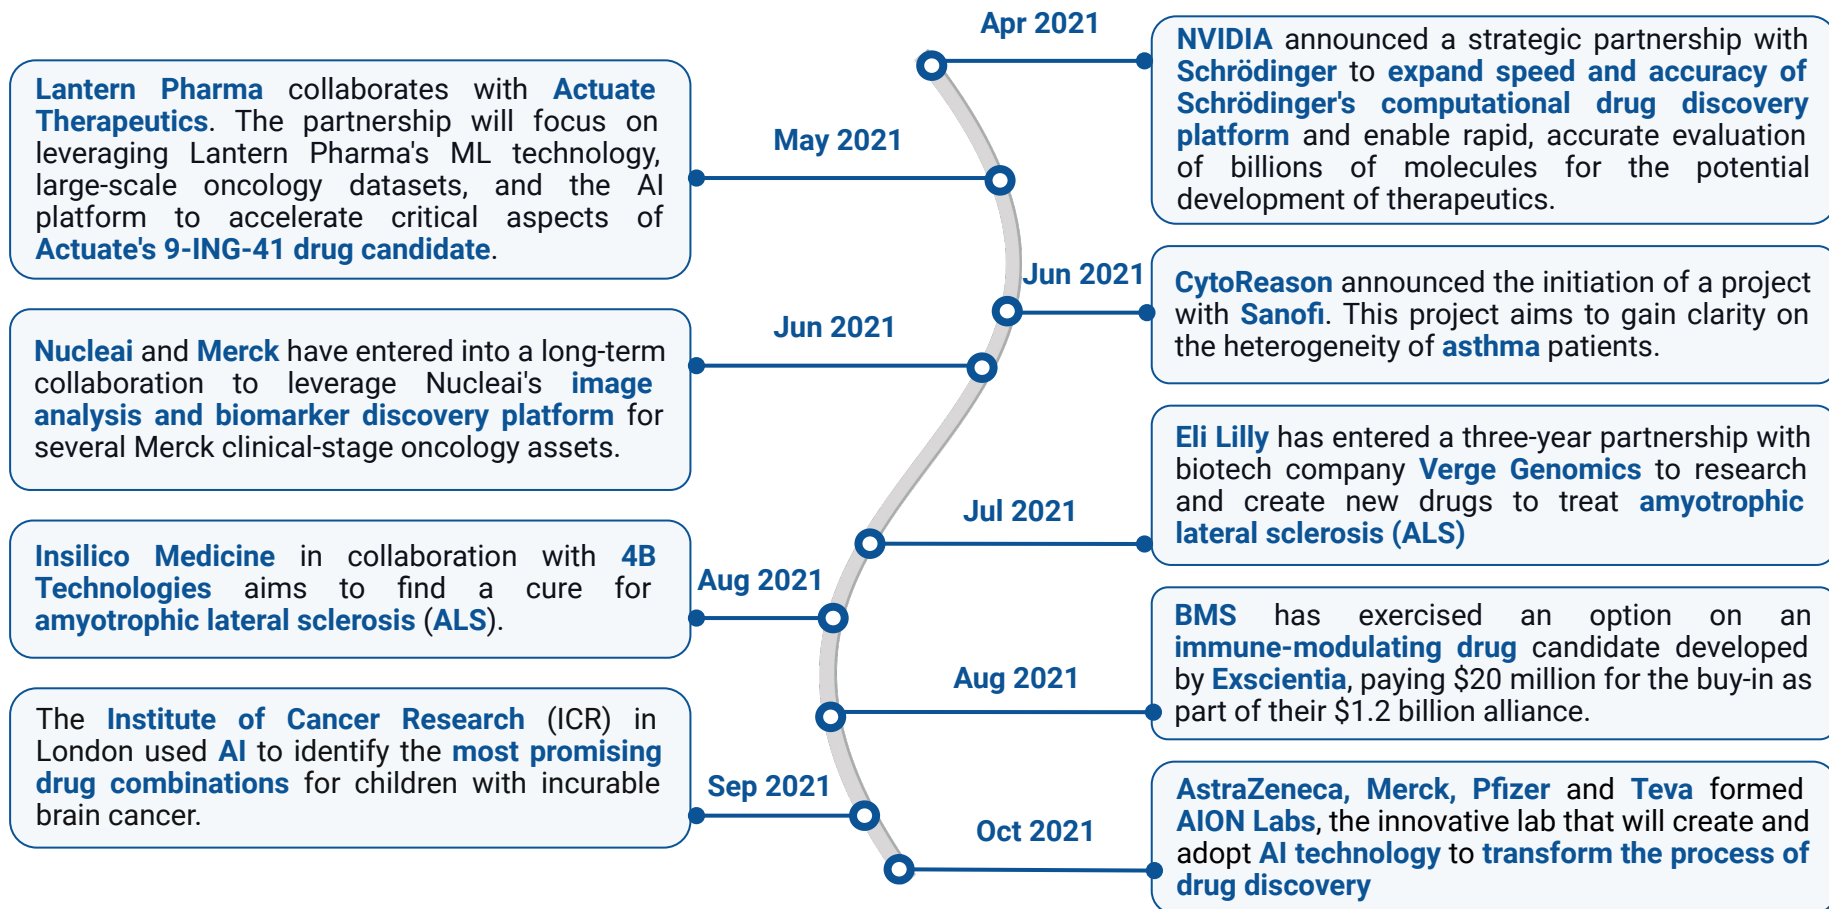 Apr 2021
NVIDIA announced a strategic partnership with
Schrödinger to expand speed and accuracy of
Schrödinger's computational drug discovery
platform and enable rapid, accurate evaluation
of billions of molecules for the potential
development of therapeutics.
May 2021
Lantern Pharma collaborates with Actuate
Therapeutics. The partnership will focus on
leveraging Lantern Pharma's ML technology,
large-scale oncology datasets, and the AI
platform to accelerate critical aspects of
Actuate's 9-ING-41 drug candidate.
Jun 2021
CytoReason announced the initiation of a project
with Sanofi. This project aims to gain clarity on
the heterogeneity of asthma patients.
Jun 2021
Nucleai and Merck have entered into a long-term
collaboration to leverage Nucleai's image
analysis and biomarker discovery platform for
several Merck clinical-stage oncology assets.
Jul 2021
Eli Lilly has entered a three-year partnership with
biotech company Verge Genomics to research
and create new drugs to treat amyotrophic
lateral sclerosis (ALS)
Aug 2021
Insilico Medicine in collaboration with 4B
Technologies aims to find a cure for
amyotrophic lateral sclerosis (ALS).
Aug 2021
BMS has exercised an option on an
immune-modulating drug candidate developed
by Exscientia, paying $20 million for the buy-in as
part of their $1.2 billion alliance.
Sep 2021
The Institute of Cancer Research (ICR) in
London used AI to identify the most promising
drug combinations for children with incurable
brain cancer.
Oct 2021
AstraZeneca, Merck, Pfizer and Teva formed
AION Labs, the innovative lab that will create and
adopt AI technology to transform the process of
drug discovery